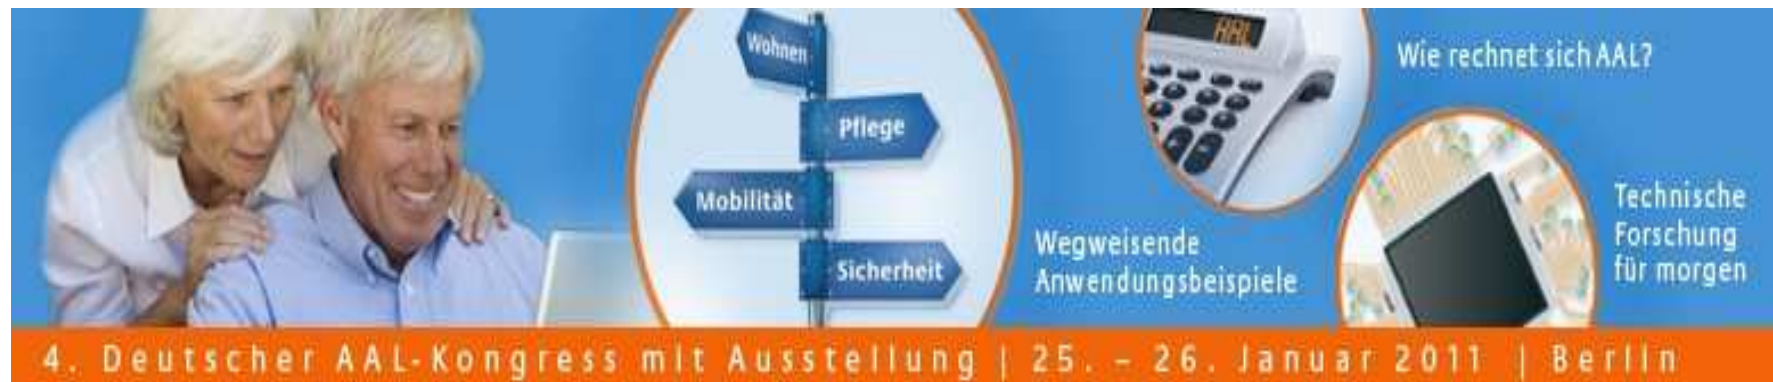 Wohnen
Pflege
Mobilität
Sicherheit
AAL
Wie rechnet sich AAL?
Wegweisende
Anwendungsbeispiele
Technische
Forschung
für morgen
4. Deutscher AAL-Kongress mit Ausstellung | 25. – 26. Januar 2011 | Berlin